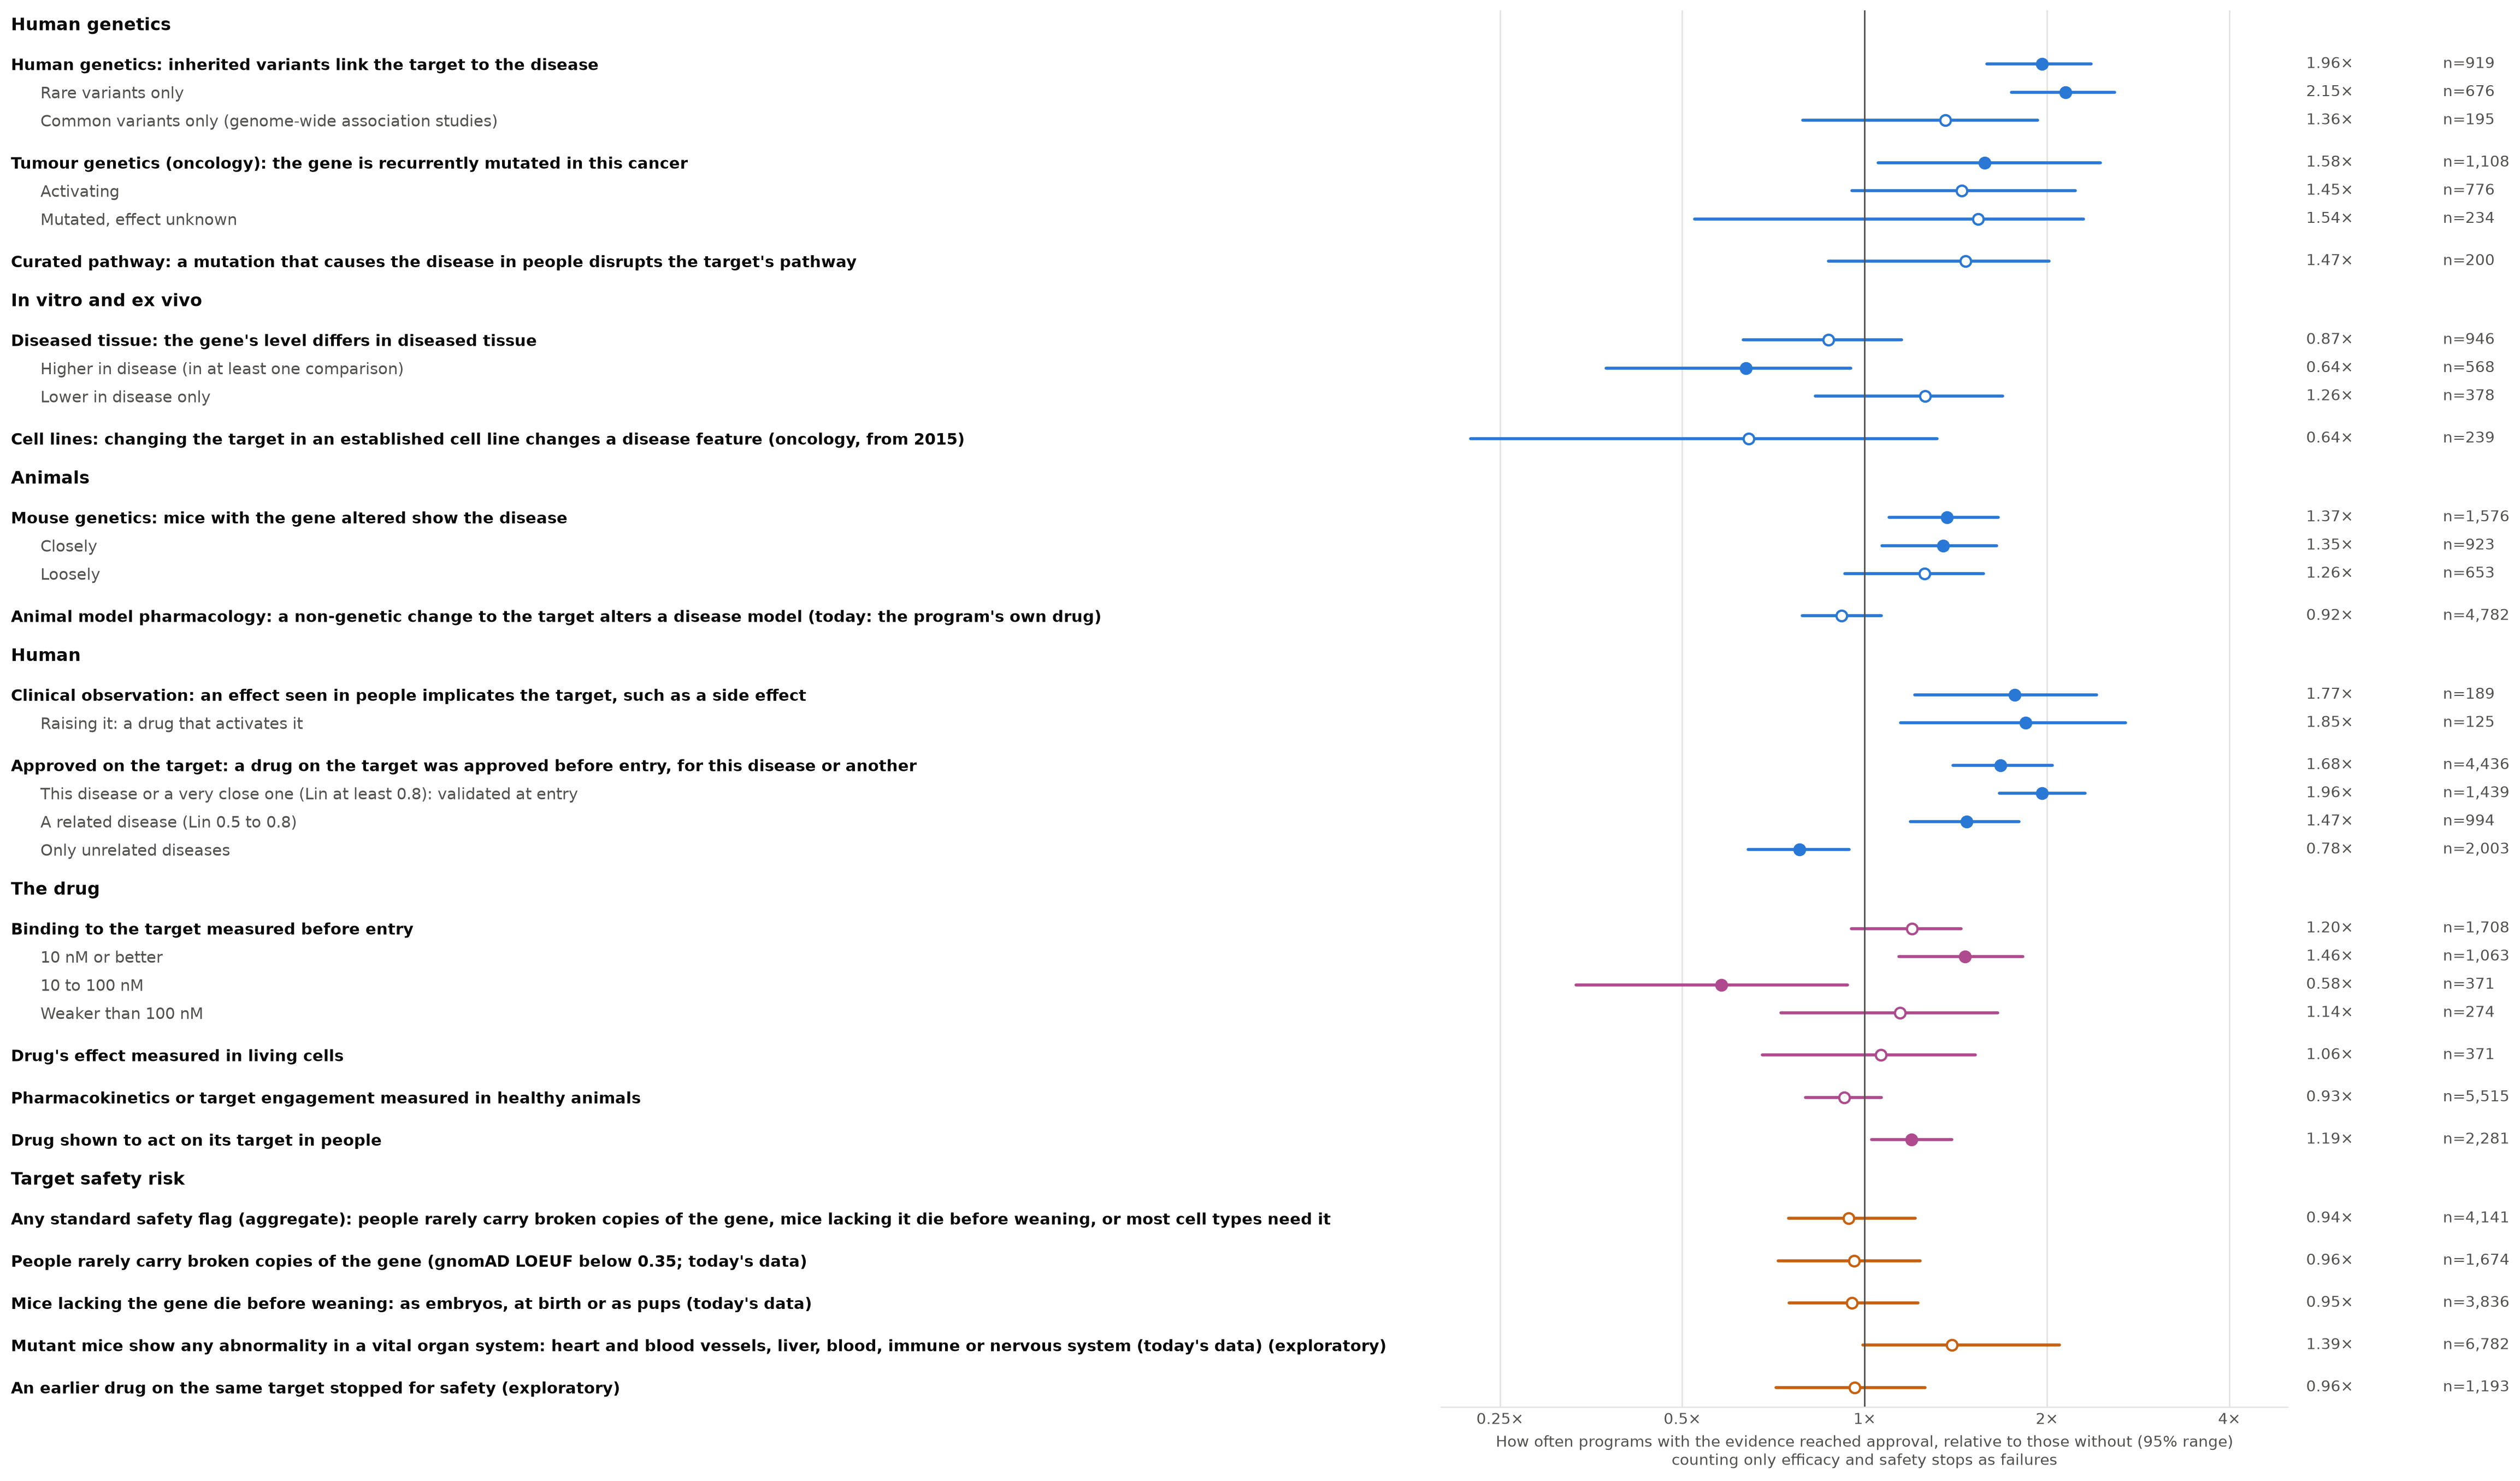 Human genetics
Human genetics: inherited variants link the target to the disease 1.96× n=919
Rare variants only 2.15× n=676
Common variants only (genome-wide association studies) 1.36× n=195
Tumour genetics (oncology): the gene is recurrently mutated in this cancer 1.58× n=1,108
Activating 1.45× n=776
Mutated, effect unknown 1.54× n=234
Curated pathway: a mutation that causes the disease in people disrupts the target's pathway 1.47× n=200
In vitro and ex vivo
Diseased tissue: the gene's level differs in diseased tissue 0.87× n=946
Higher in disease (in at least one comparison) 0.64× n=568
Lower in disease only 1.26× n=378
Cell lines: changing the target in an established cell line changes a disease feature (oncology, from 2015) 0.64× n=239
Animals
Mouse genetics: mice with the gene altered show the disease 1.37× n=1,576
Closely 1.35× n=923
Loosely 1.26× n=653
Animal model pharmacology: a non-genetic change to the target alters a disease model (today: the program's own drug) 0.92× n=4,782
Human
Clinical observation: an effect seen in people implicates the target, such as a side effect 1.77× n=189
Raising it: a drug that activates it 1.85× n=125
Approved on the target: a drug on the target was approved before entry, for this disease or another 1.68× n=4,436
This disease or a very close one (Lin at least 0.8): validated at entry 1.96× n=1,439
A related disease (Lin 0.5 to 0.8) 1.47× n=994
Only unrelated diseases 0.78× n=2,003
The drug
Binding to the target measured before entry 1.20× n=1,708
10 nM or better 1.46× n=1,063
10 to 100 nM 0.58× n=371
Weaker than 100 nM 1.14× n=274
Drug's effect measured in living cells 1.06× n=371
Pharmacokinetics or target engagement measured in healthy animals 0.93× n=5,515
Drug shown to act on its target in people 1.19× n=2,281
Target safety risk
Any standard safety flag (aggregate): people rarely carry broken copies of the gene, mice lacking it die before weaning, or most cell types need it 0.94× n=4,141
People rarely carry broken copies of the gene (gnomAD LOEUF below 0.35; today's data) 0.96× n=1,674
Mice lacking the gene die before weaning: as embryos, at birth or as pups (today's data) 0.95× n=3,836
Mutant mice show any abnormality in a vital organ system: heart and blood vessels, liver, blood, immune or nervous system (today's data) (exploratory) 1.39× n=6,782
An earlier drug on the same target stopped for safety (exploratory) 0.96× n=1,193
0.25× 0.5× 1× 2× 4×
How often programs with the evidence reached approval, relative to those without (95% range)
counting only efficacy and safety stops as failures